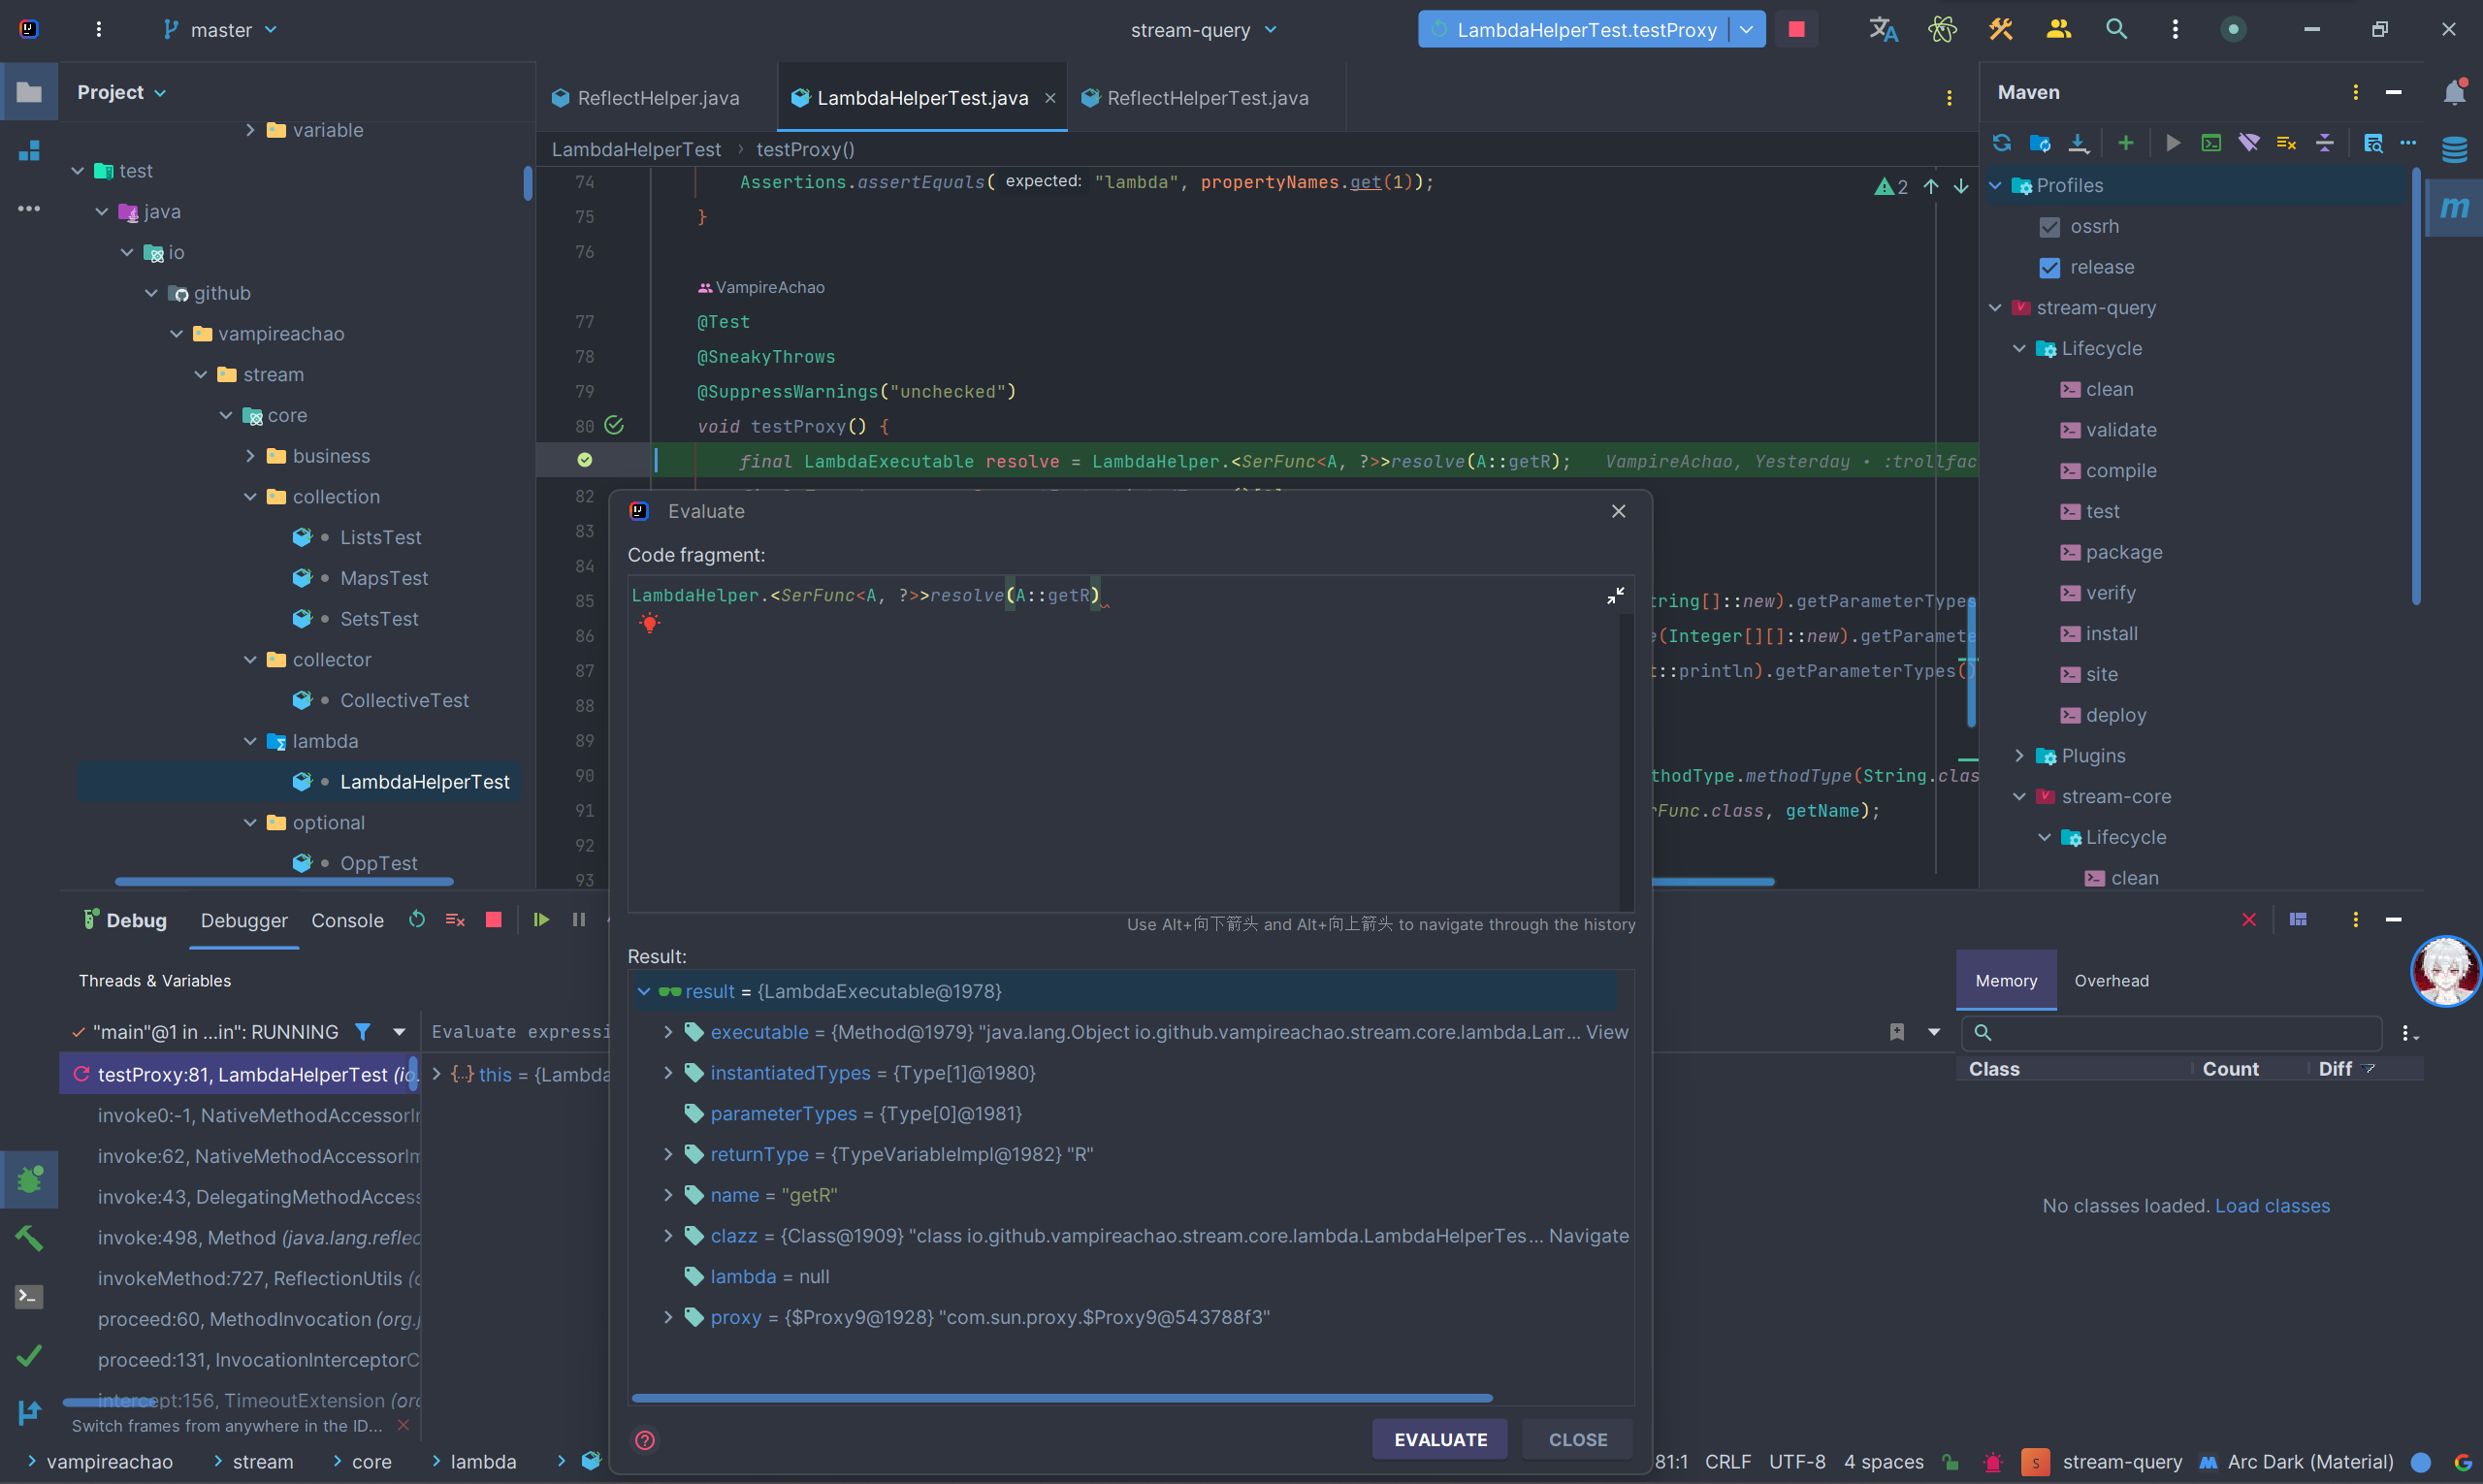 master
stream-query
LambdaHelperTest.testProxy
Project
variable
test
java
io
github
vampireachao
stream
core
business
collection
ListsTest
MapsTest
SetsTest
collector
CollectiveTest
lambda
LambdaHelperTest
optional
OppTest
ReflectHelper.java
LambdaHelperTest.java
ReflectHelperTest.java
LambdaHelperTest › testProxy()
74 Assertions.assertEquals( expected: "lambda", propertyNames.get(1));
2
75 }
76
VampireAchao
77 @Test
78 @SneakyThrows
79 @SuppressWarnings("unchecked")
80 void testProxy() {
final LambdaExecutable resolve = LambdaHelper.<SerFunc<A, ?>>resolve(A::getR); VampireAchao, Yesterday • :trollfac
82
83
84
85 tring[]::new).getParameterTypes
86 e(Integer[][]::new).getParamete
87 t::println).getParameterTypes()
88
89
90 thodType.methodType(String.clas
91 rFunc.class, getName);
92
93
Evaluate
Code fragment:
LambdaHelper.<SerFunc<A, ?>>resolve(A::getR)
Use Alt+向下箭头 and Alt+向上箭头 to navigate through the history
Result:
result = {LambdaExecutable@1978}
executable = {Method@1979} "java.lang.Object io.github.vampireachao.stream.core.lambda.Lam... View
instantiatedTypes = {Type[1]@1980}
parameterTypes = {Type[0]@1981}
returnType = {TypeVariableImpl@1982} "R"
name = "getR"
clazz = {Class@1909} "class io.github.vampireachao.stream.core.lambda.LambdaHelperTes... Navigate
lambda = null
proxy = {$Proxy9@1928} "com.sun.proxy.$Proxy9@543788f3"
EVALUATE
CLOSE
Maven
Profiles
ossrh
release
stream-query
Lifecycle
clean
validate
compile
test
package
verify
install
site
deploy
Plugins
stream-core
Lifecycle
clean
Debug
Debugger
Console
Threads & Variables
"main"@1 in ...in": RUNNING
testProxy:81, LambdaHelperTest (io.
invoke0:-1, NativeMethodAccessorIr
invoke:62, NativeMethodAccessorIm
invoke:43, DelegatingMethodAccess
invoke:498, Method (java.lang.reflec
invokeMethod:727, ReflectionUtils (o
proceed:60, MethodInvocation (org.j
proceed:131, InvocationInterceptorC
intercept:156, TimeoutExtension (org
Switch frames from anywhere in the ID...
Evaluate expressi
this = {Lambda
Memory
Overhead
Class
Count
Diff
No classes loaded. Load classes
vampireachao
stream
core
lambda
81:1
CRLF
UTF-8
4 spaces
stream-query
Arc Dark (Material)